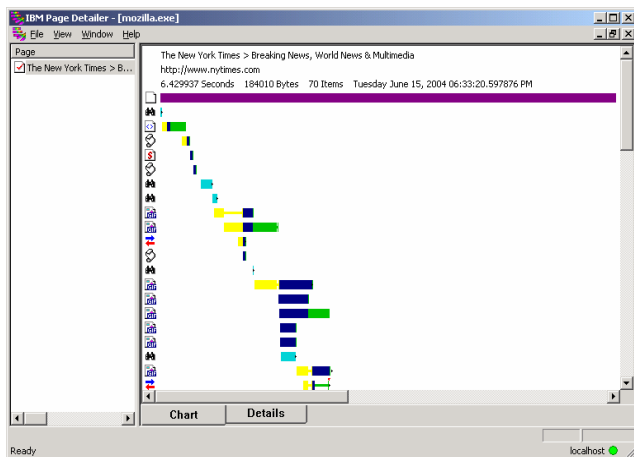 IBM Page Detailer - [mozilla.exe]
File View Window Help
Page
The New York Times > B...
The New York Times > Breaking News, World News & Multimedia
http://www.nytimes.com
6.429937 Seconds 184010 Bytes 70 Items Tuesday June 15, 2004 06:33:20.597876 PM
Chart Details
Ready localhost